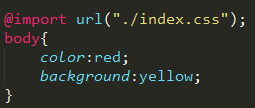 @import url("./index.css");
body{
    color:red;
    background:yellow;
}